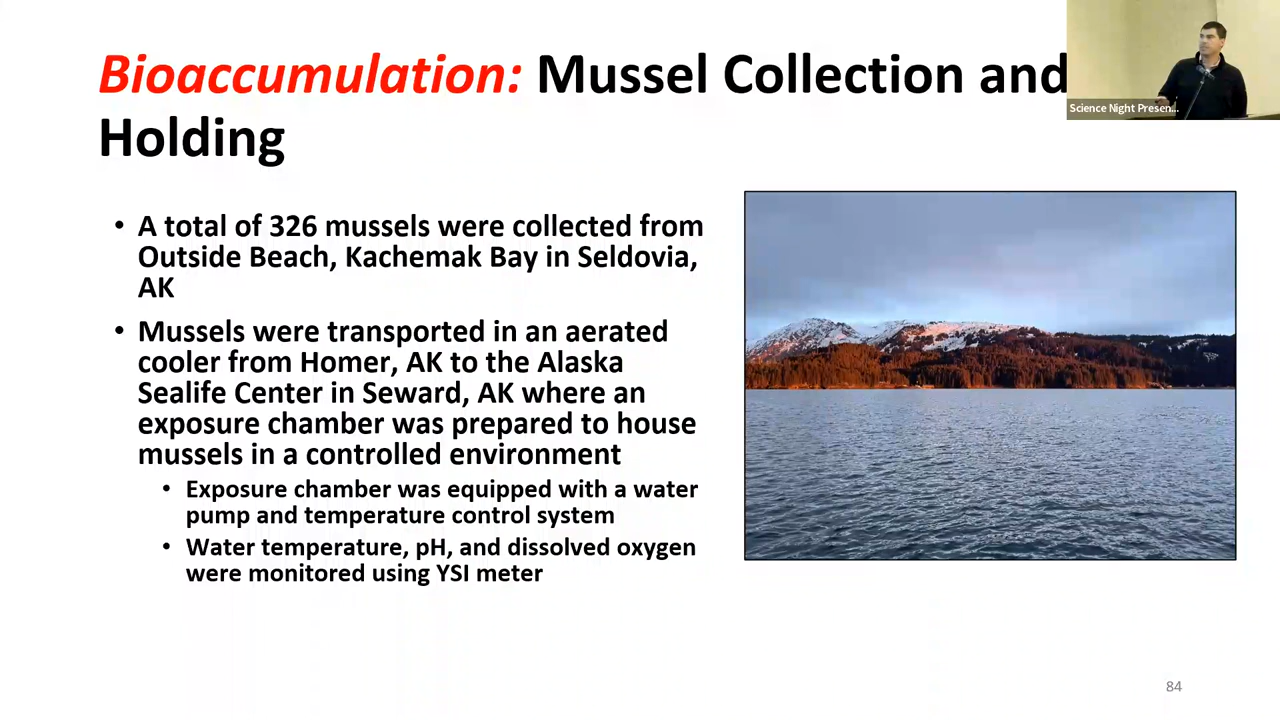 Bioaccumulation: Mussel Collection and
Holding
Science Night Presen...
• A total of 326 mussels were collected from
Outside Beach, Kachemak Bay in Seldovia,
AK
• Mussels were transported in an aerated
cooler from Homer, AK to the Alaska
Sealife Center in Seward, AK where an
exposure chamber was prepared to house
mussels in a controlled environment
• Exposure chamber was equipped with a water
pump and temperature control system
• Water temperature, pH, and dissolved oxygen
were monitored using YSI meter
84